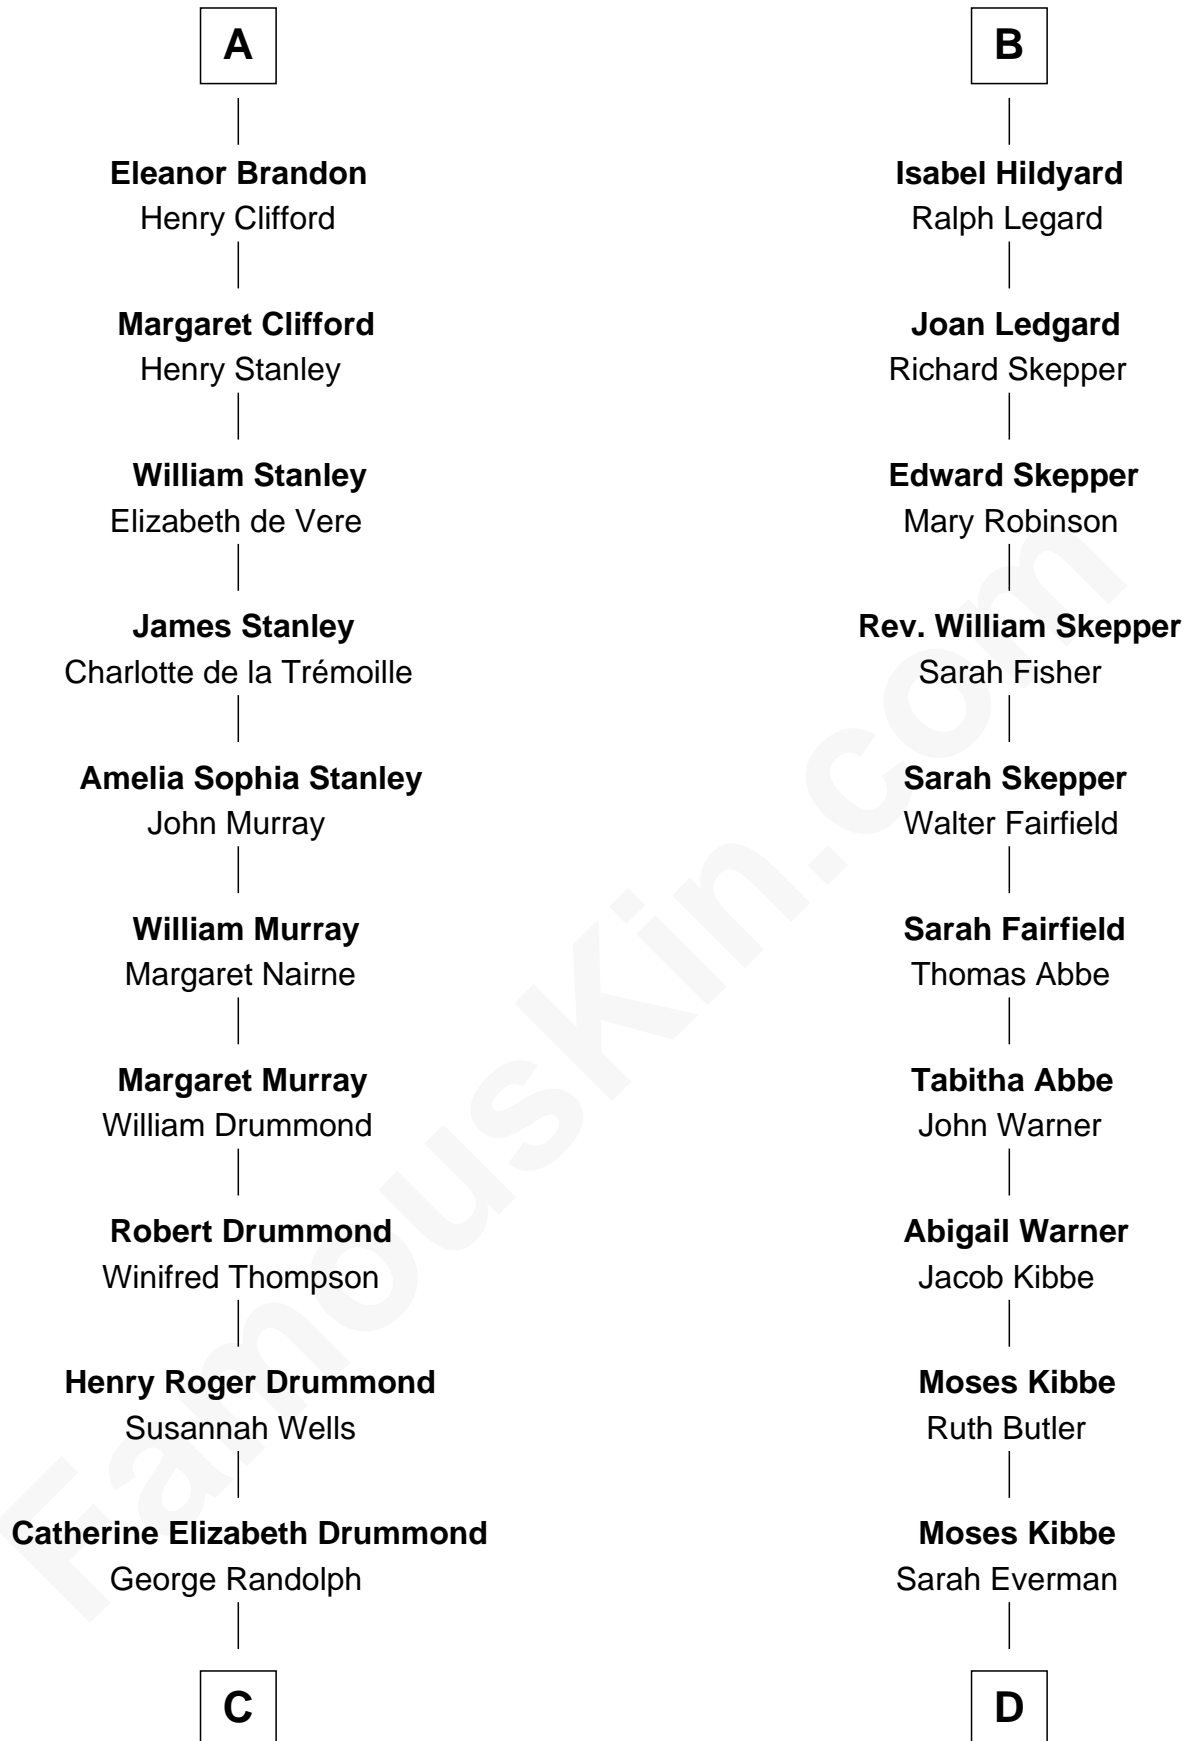 A
Eleanor Brandon
Henry Clifford
Margaret Clifford
Henry Stanley
William Stanley
Elizabeth de Vere
James Stanley
Charlotte de la Trémoille
Amelia Sophia Stanley
John Murray
William Murray
Margaret Nairne
Margaret Murray
William Drummond
Robert Drummond
Winifred Thompson
Henry Roger Drummond
Susannah Wells
Catherine Elizabeth Drummond
George Randolph
C
B
Isabel Hildyard
Ralph Legard
Joan Ledgard
Richard Skepper
Edward Skepper
Mary Robinson
Rev. William Skepper
Sarah Fisher
Sarah Skepper
Walter Fairfield
Sarah Fairfield
Thomas Abbe
Tabitha Abbe
John Warner
Abigail Warner
Jacob Kibbe
Moses Kibbe
Ruth Butler
Moses Kibbe
Sarah Everman
D
FamousKin.com